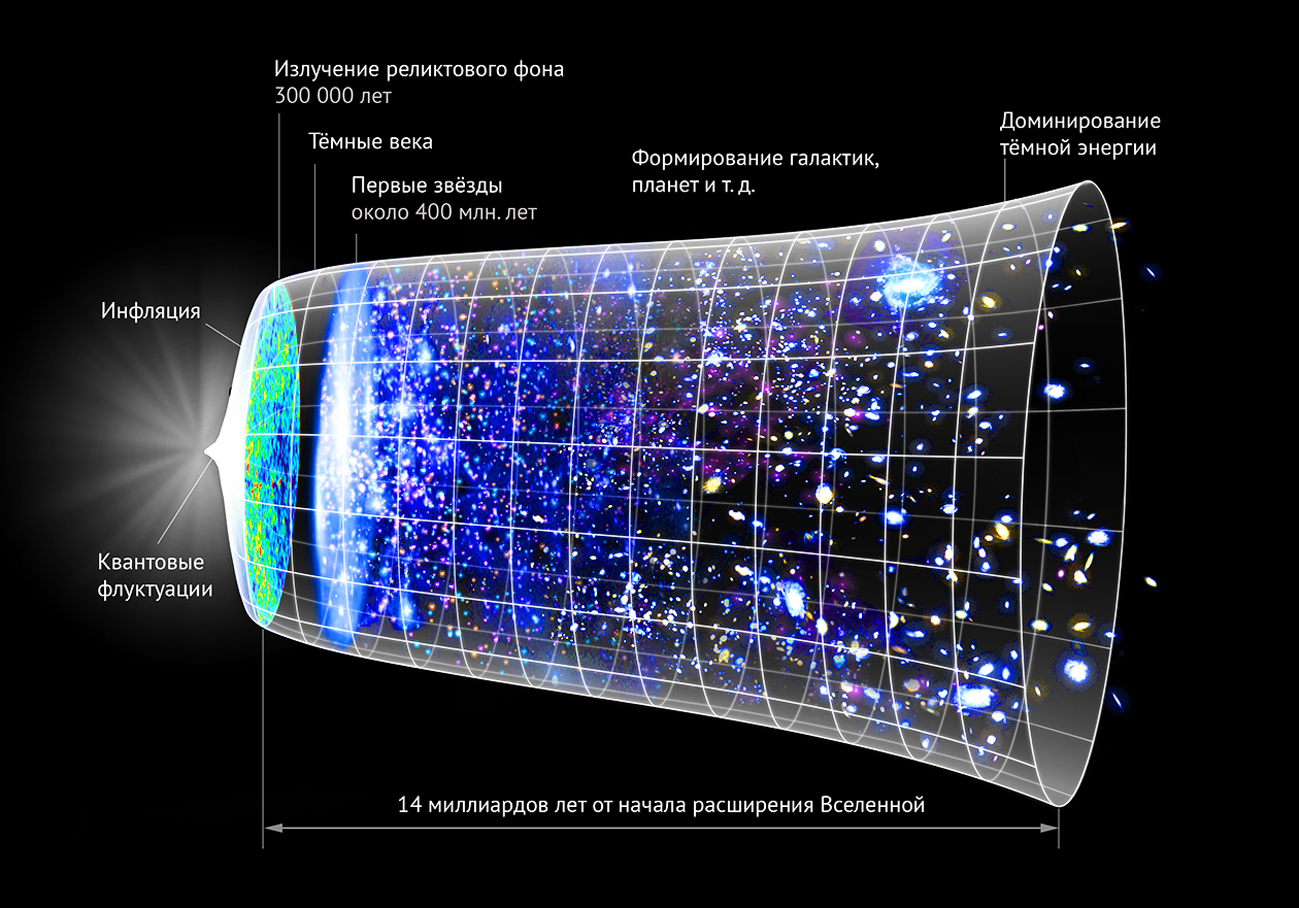 Излучение реликтового фона
300 000 лет
Тёмные века
Первые звёзды
около 400 млн. лет
Формирование галактик,
планет и т. д.
Доминирование
тёмной энергии
Инфляция
Квантовые
флуктуации
14 миллиардов лет от начала расширения Вселенной